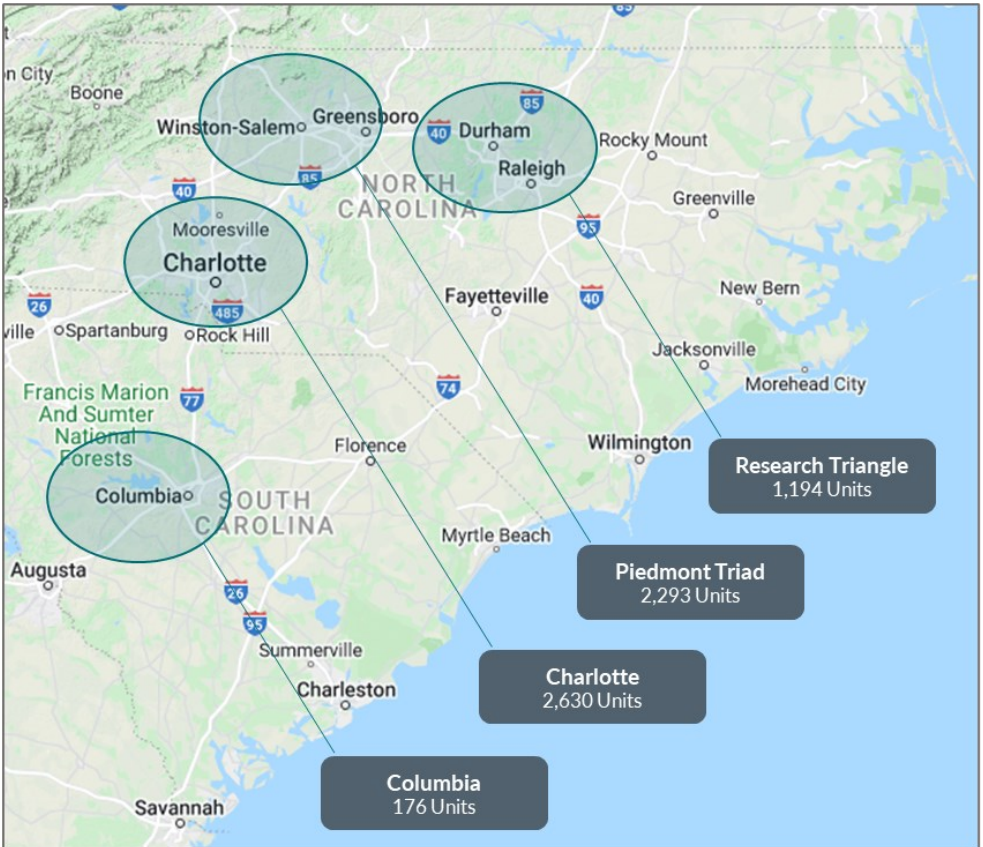 85
n City
Boone
Winston-Salem
Greensboro
40
Durham
85
Raleigh
Rocky Mount
85
40
NORTH
CAROLINA
Greenville
95
Mooresville
Charlotte
485
26
ville
Spartanburg
Rock Hill
Fayetteville
40
New Bern
Jacksonville
Morehead City
74
77
Francis Marion
And Sumter
National
Forests
Florence
Wilmington
Columbia
SOUTH
CAROLINA
Myrtle Beach
Augusta
26
95
Summerville
Charleston
Savannah
Research Triangle
1,194 Units
Piedmont Triad
2,293 Units
Charlotte
2,630 Units
Columbia
176 Units